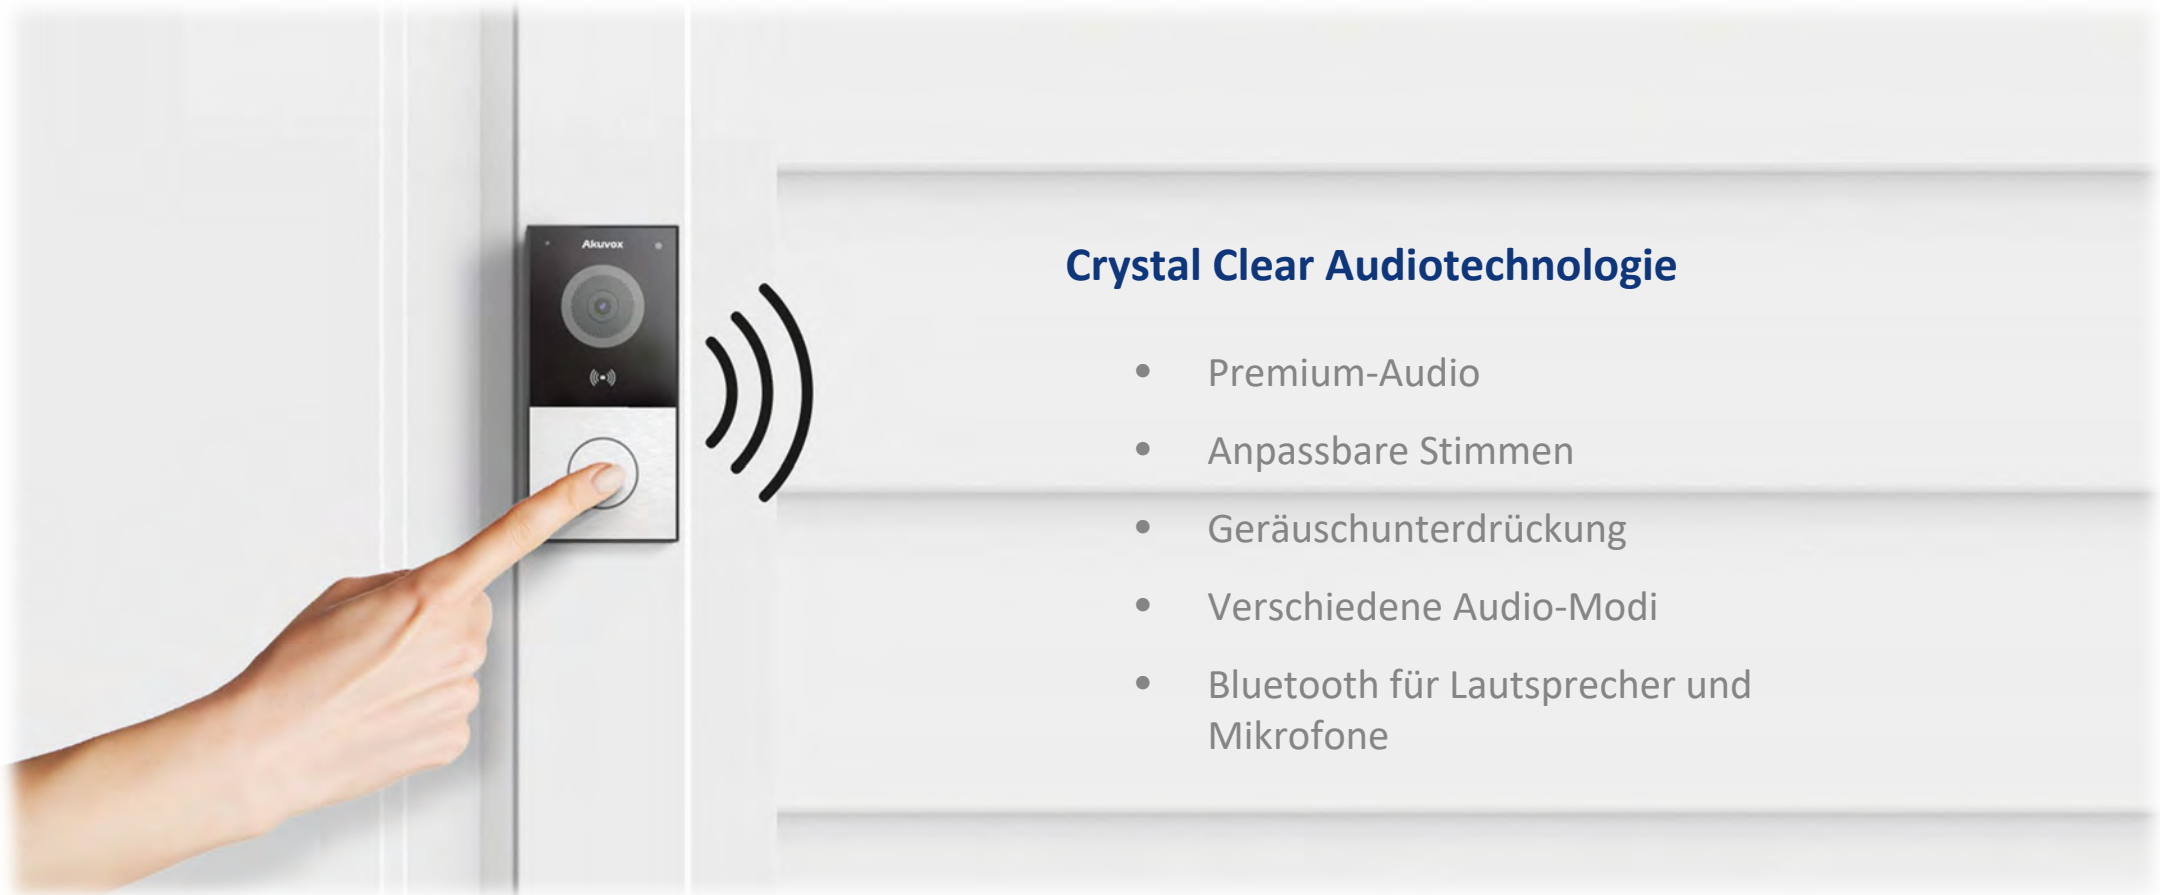 Akuvox
Crystal Clear Audiotechnologie
• Premium-Audio
• Anpassbare Stimmen
• Geräuschunterdrückung
• Verschiedene Audio-Modi
• Bluetooth für Lautsprecher und
Mikrofone